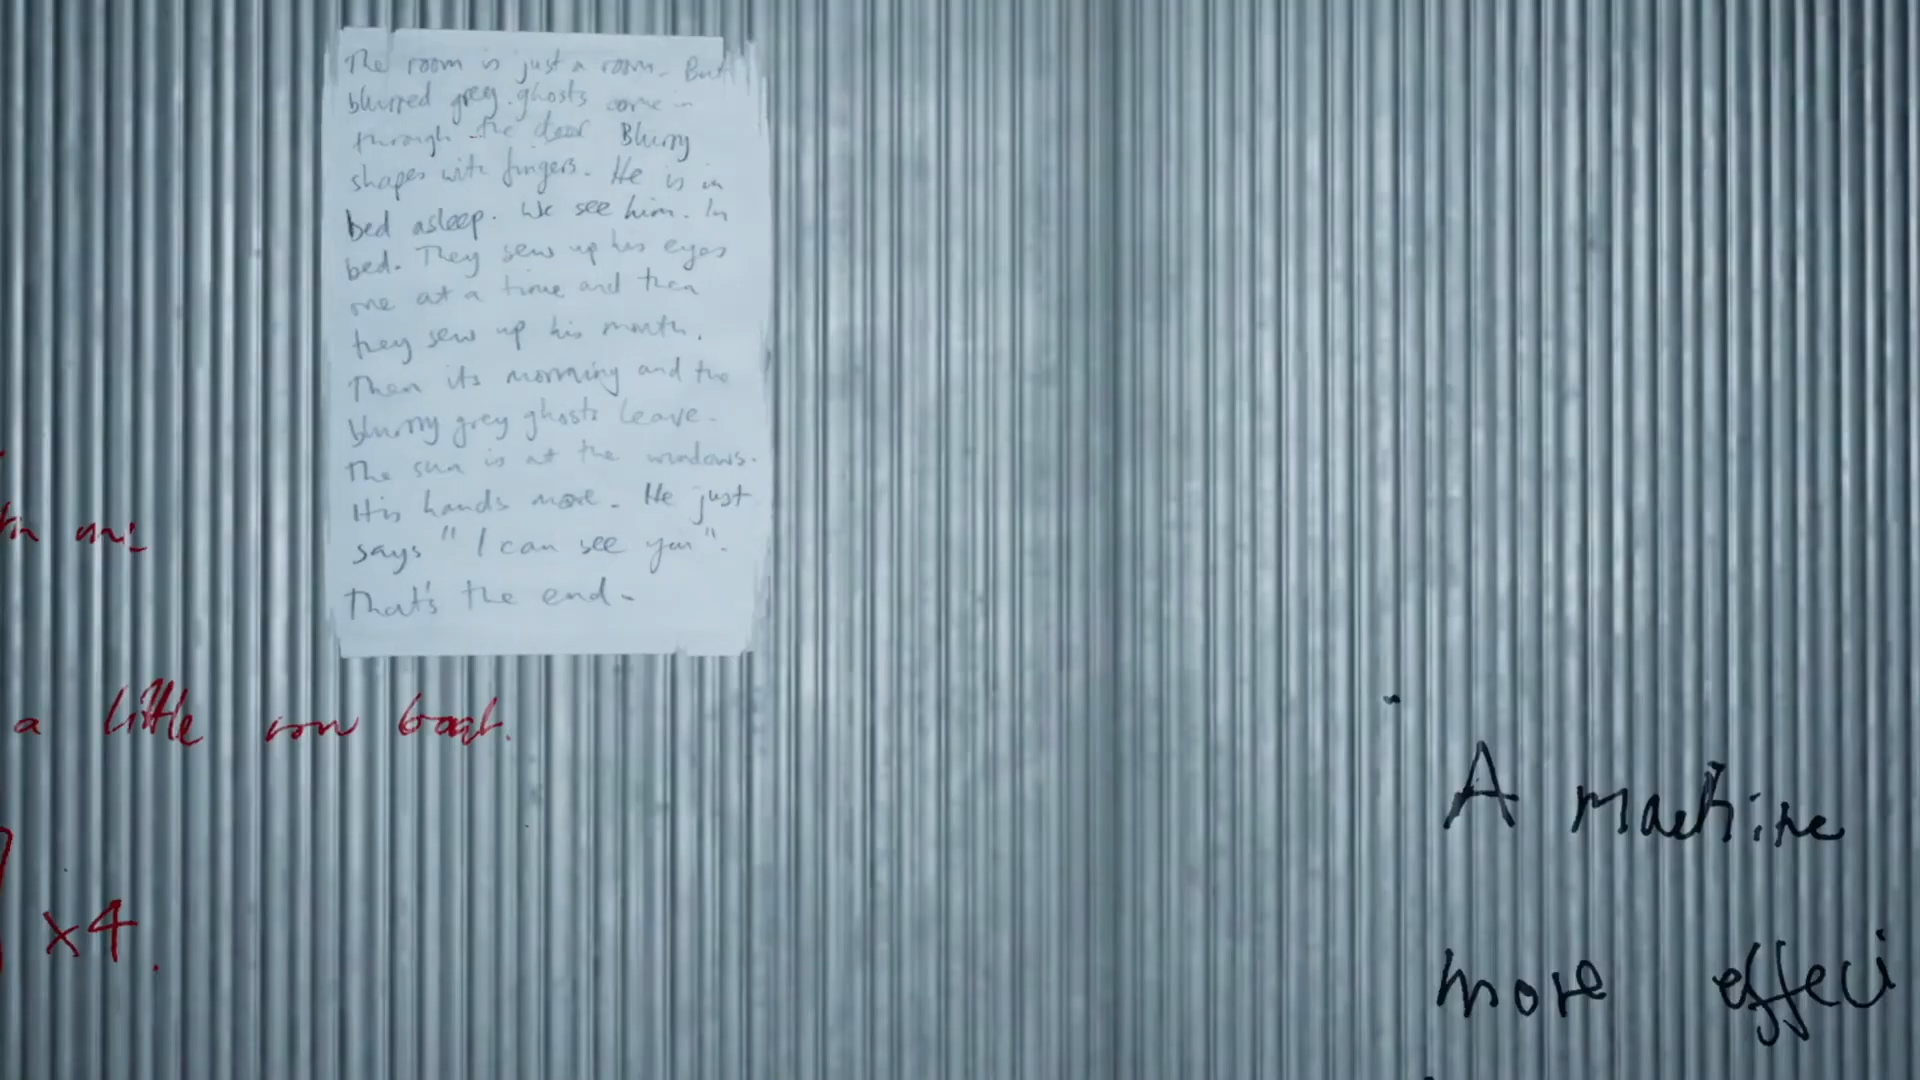 The room is just a room. But
blurred grey ghosts come in
through the door Blurry
shapes with fingers. He is in
bed asleep. We see him. In
bed. They sew up his eyes
one at a time and then
they sew up his mouth.
Then its morning and the
blurry grey ghosts leave.
The sun is at the windows.
His hands move. He just
says "I can see you".
That's the end.
a little row boat.
x4.
A machine
more effect